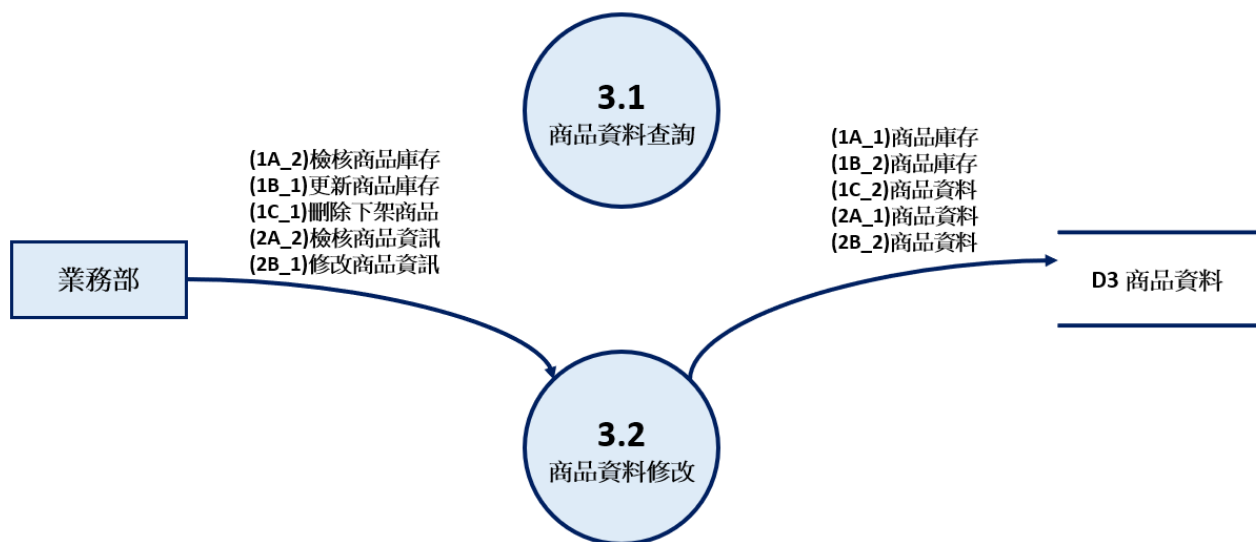 3.1
商品資料查詢
(1A_2)檢核商品庫存
(1B_1)更新商品庫存
(1C_1)刪除下架商品
(2A_2)檢核商品資訊
(2B_1)修改商品資訊
(1A_1)商品庫存
(1B_2)商品庫存
(1C_2)商品資料
(2A_1)商品資料
(2B_2)商品資料
業務部
D3 商品資料
3.2
商品資料修改